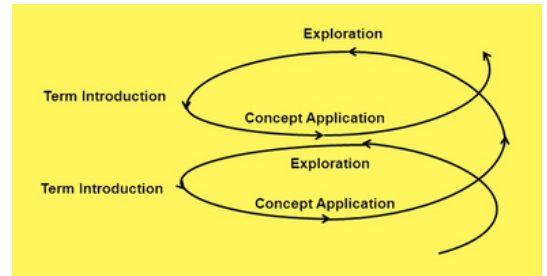 Exploration
Term Introduction
Concept Application
Exploration
Term Introduction
Concept Application